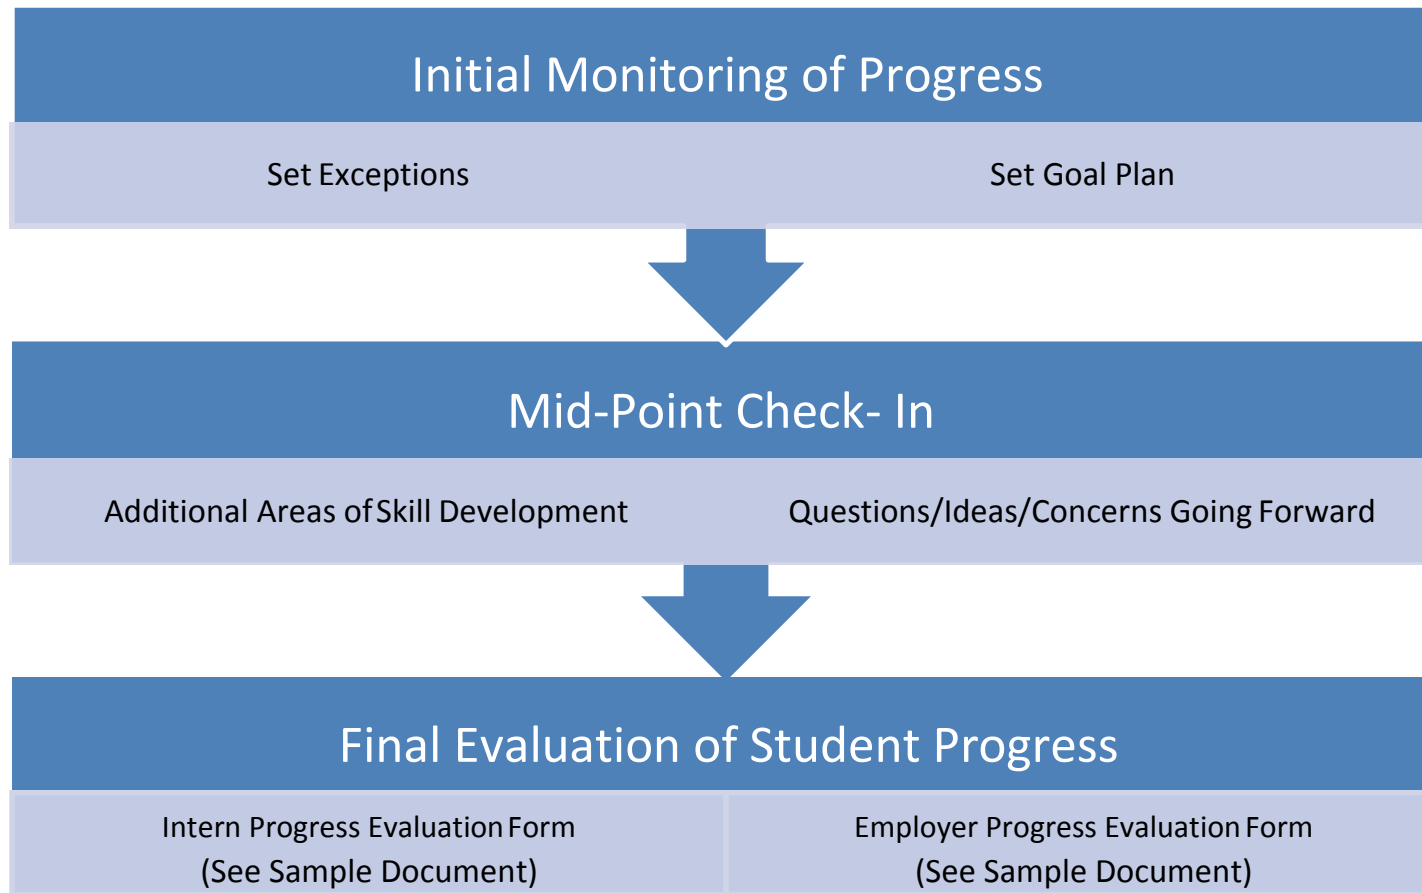 Initial Monitoring of Progress
Set Exceptions
Set Goal Plan
Mid-Point Check- In
Additional Areas of Skill Development
Questions/Ideas/Concerns Going Forward
Final Evaluation of Student Progress
Intern Progress Evaluation Form
(See Sample Document)
Employer Progress Evaluation Form
(See Sample Document)